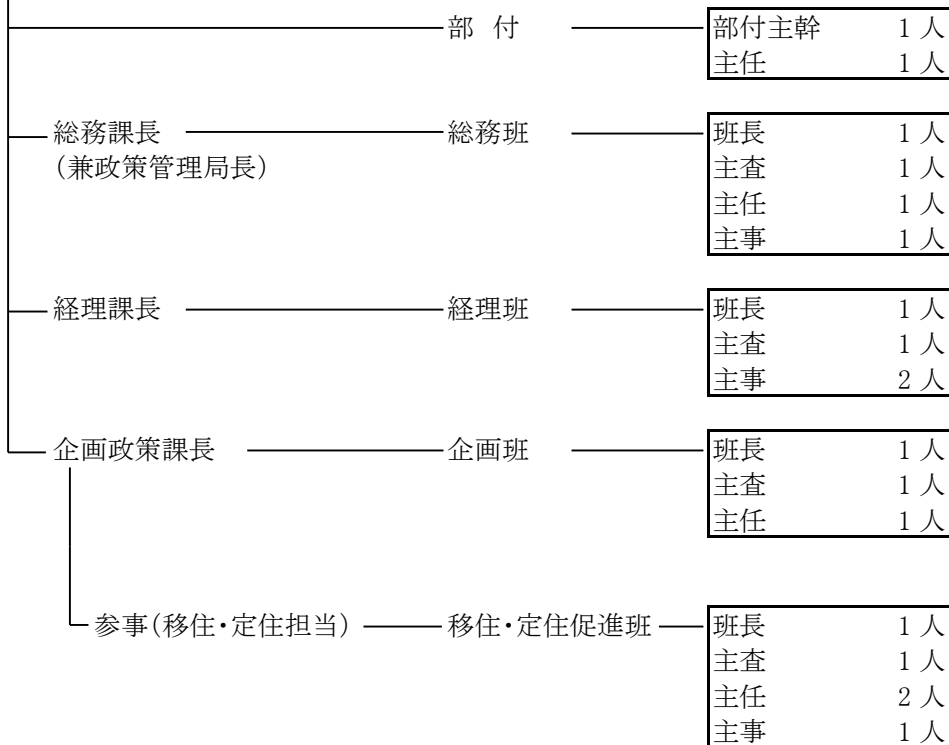 部 付 部付主幹 1 人
主任 1 人
総務課長 総務班 班長 1 人
(兼政策管理局長) 主査 1 人
主任 1 人
主事 1 人
経理課長 経理班 班長 1 人
主査 1 人
主事 2 人
企画政策課長 企画班 班長 1 人
主査 1 人
主任 1 人
参事(移住・定住担当) 移住・定住促進班 班長 1 人
主査 1 人
主任 2 人
主事 1 人